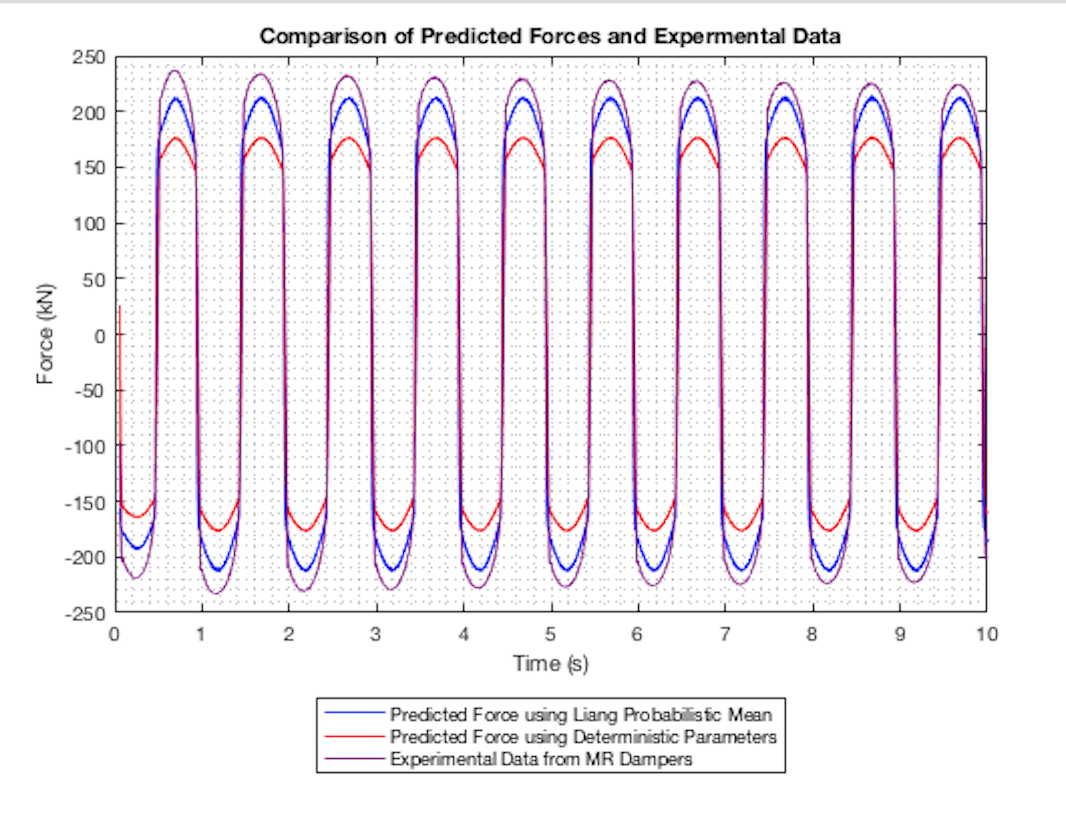 Comparison of Predicted Forces and Expermental Data
250
200
150
100
50
0
-50
-100
-150
-200
-250
Force (kN)
0 1 2 3 4 5 6 7 8 9 10
Time (s)
Predicted Force using Liang Probabilistic Mean
Predicted Force using Deterministic Parameters
Experimental Data from MR Dampers